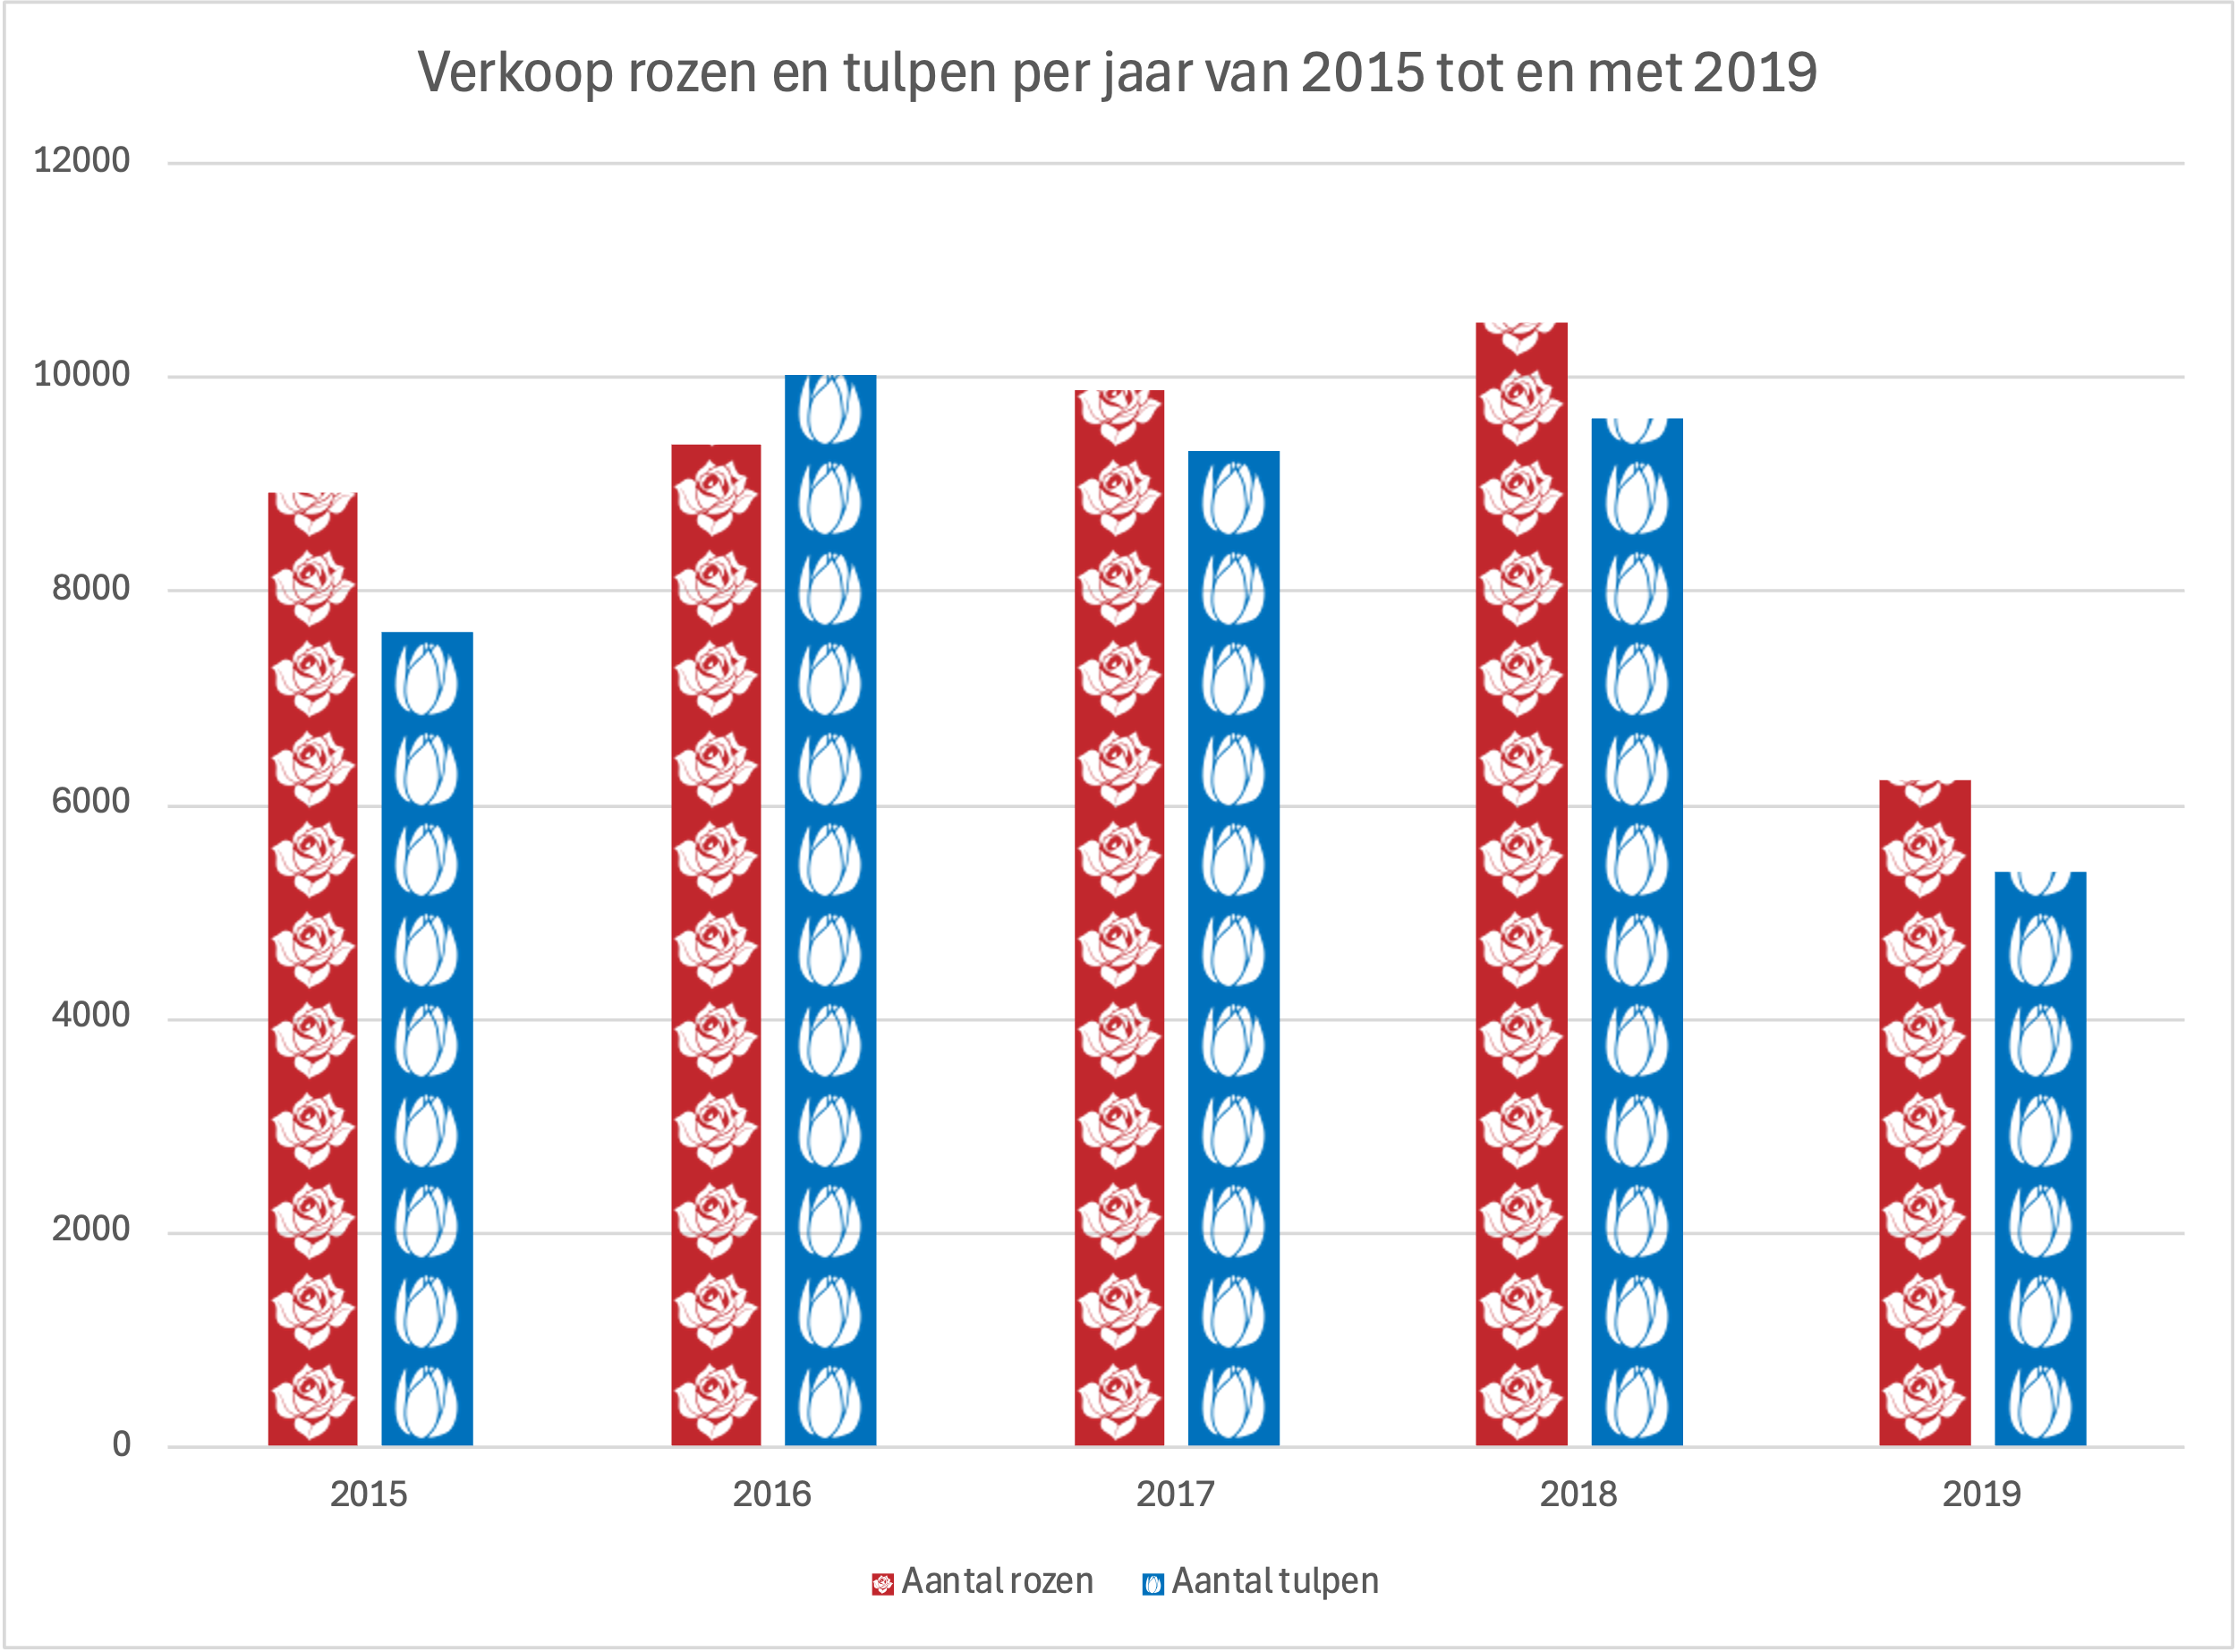 Verkoop rozen en tulpen per jaar van 2015 tot en met 2019
12000
10000
8000
6000
4000
2000
0
2015 2016 2017 2018 2019
Aantal rozen Aantal tulpen